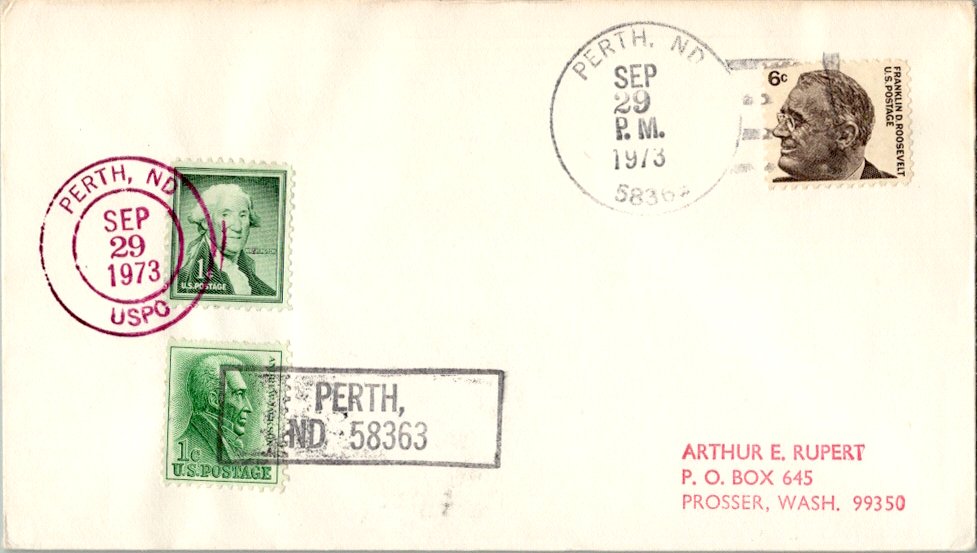 PERTH, ND
SEP
29
P. M.
1973
6c
FRANKLIN D. ROOSEVELT
U.S. POSTAGE
PERTH, ND
SEP
29
1973
USPO
1c
U.S. POSTAGE
1c
U.S. POSTAGE
PERTH,
ND 58363
ARTHUR E. RUPERT
P. O. BOX 645
PROSSER, WASH. 99350